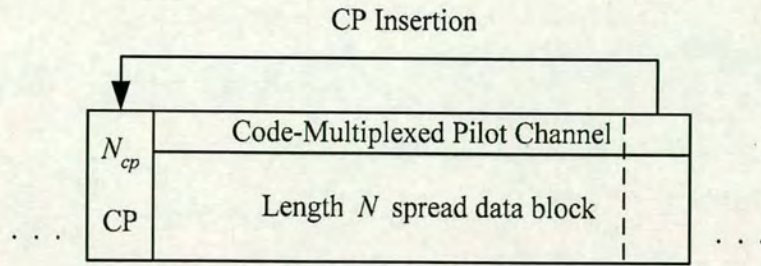 CP Insertion
Code-Multiplexed Pilot Channel
N_cp
CP
Length N spread data block
. . .
. . .